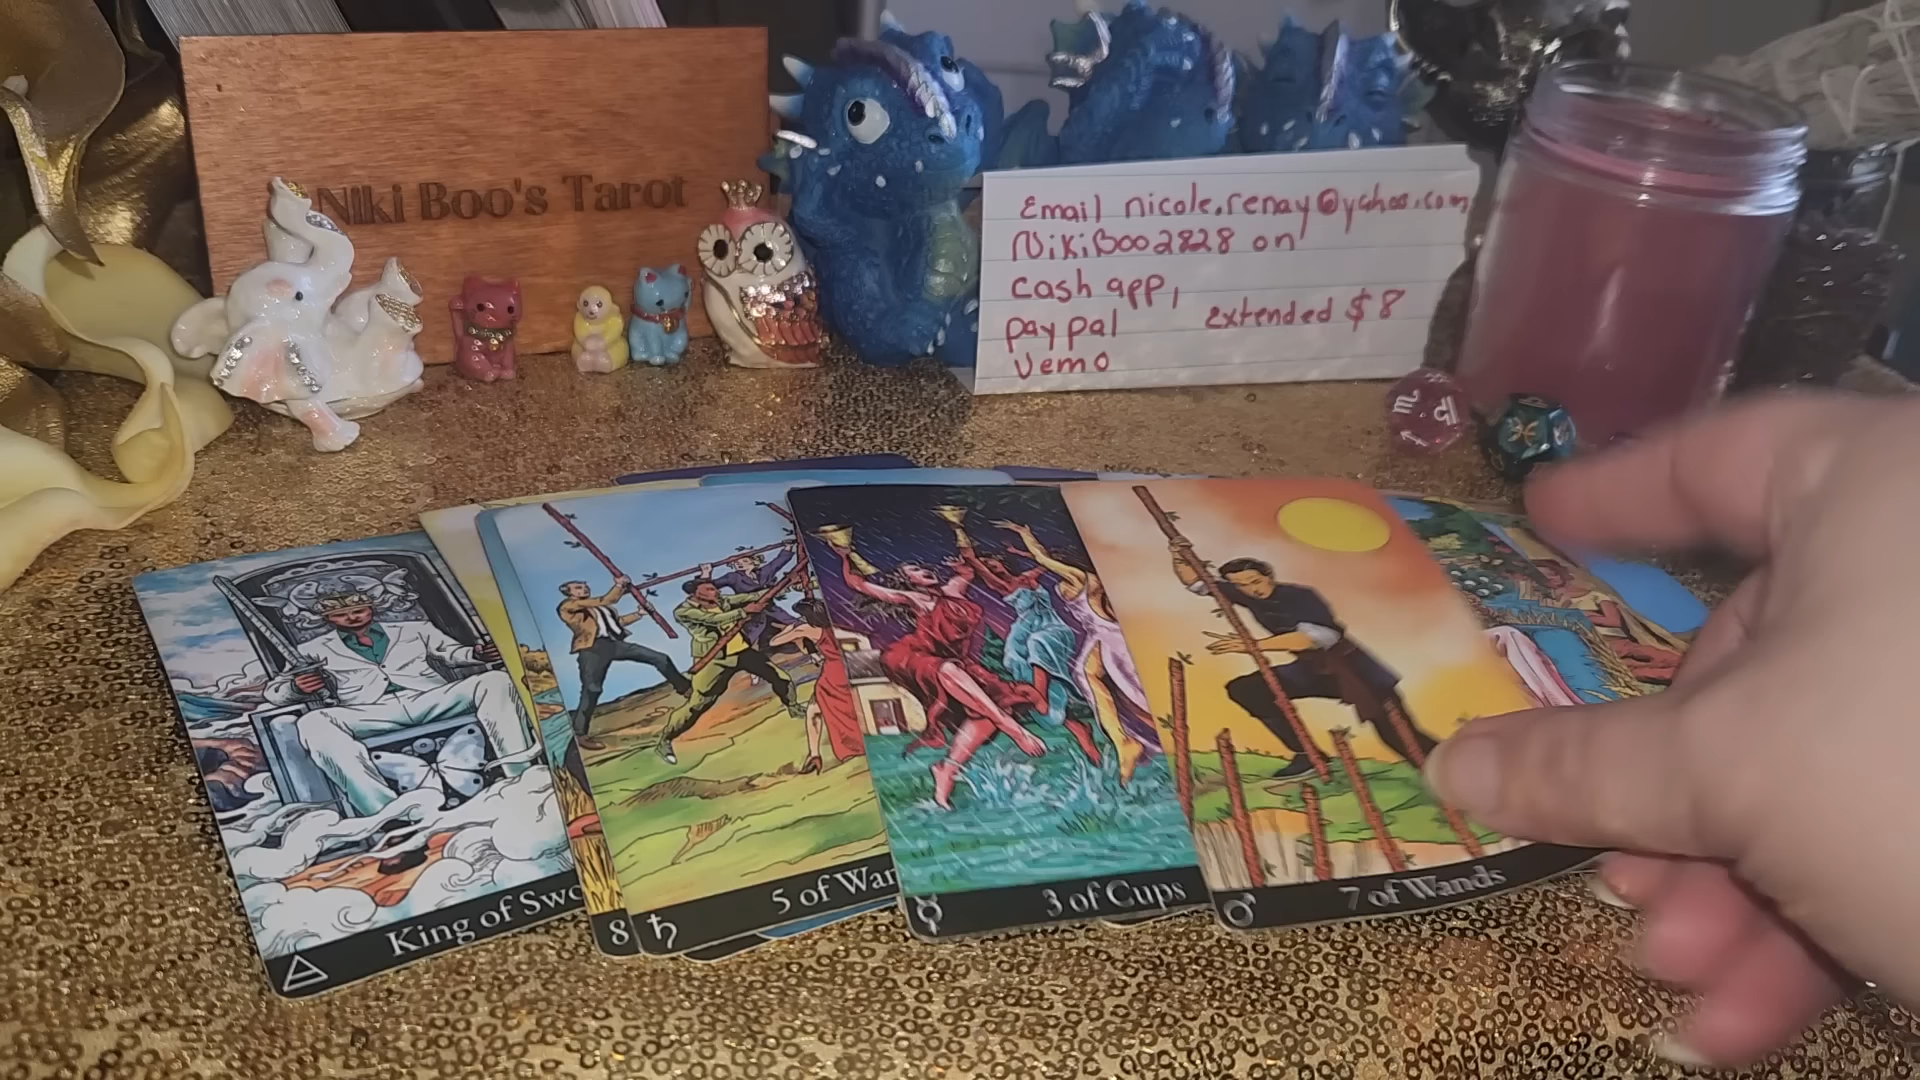 Niki Boo's Tarot
Email nicole.renay@yahoo.com
NikiBoo2828 on
cash app,
paypal
extended $8
Vemo
King of Swo
8
5 of Wan
3 of Cups
7 of Wands